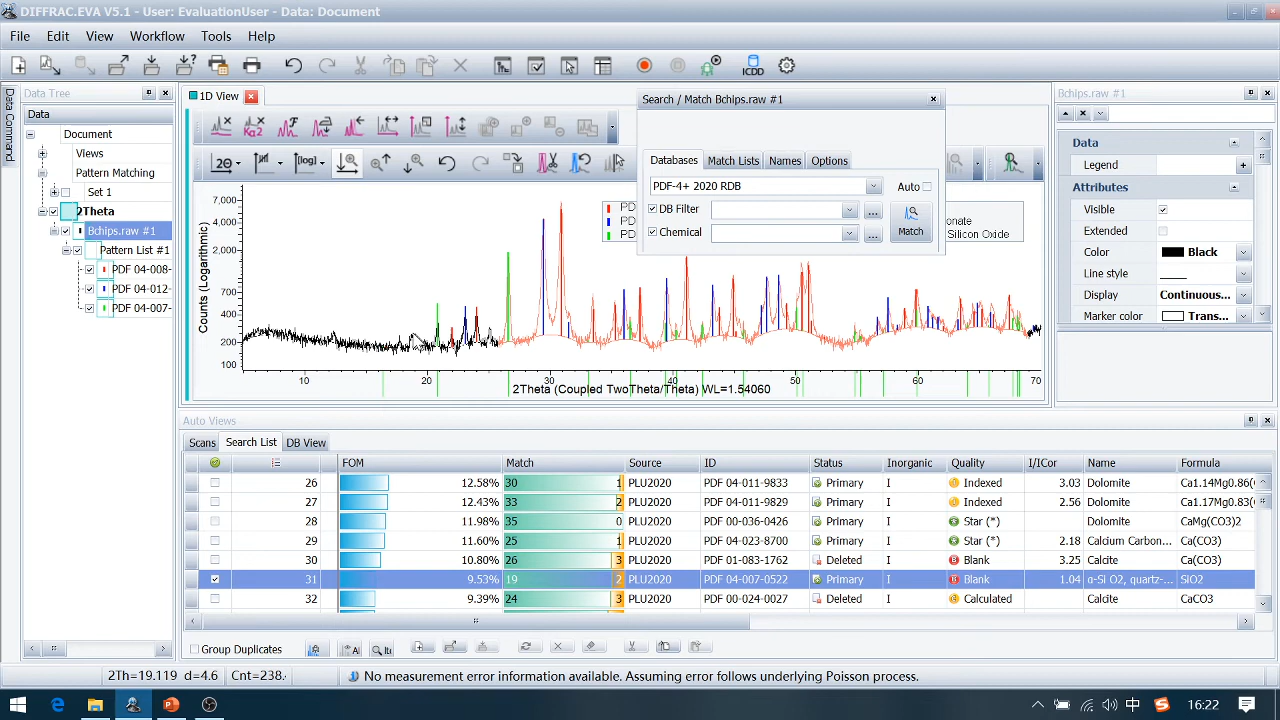 DIFFRAC.EVA V5.1 - User: EvaluationUser - Data: Document
File Edit View Workflow Tools Help
ICDD
Data Command
Data Tree
Data
Document
Views
Pattern Matching
Set 1
2Theta
Bchips.raw #1
Pattern List #1
PDF 04-008-
PDF 04-012-
PDF 04-007-
1D View
2θ
[log]
Kα2
Counts (Logarithmic)
7,000
4,000
2,000
700
400
200
100
10 20 30 40 50 60 70
2Theta (Coupled TwoTheta/Theta) WL=1.54060
PD
PD
PD
onate
Silicon Oxide
Search / Match Bchips.raw #1
Databases Match Lists Names Options
PDF-4+ 2020 RDB
Auto
DB Filter
...
Chemical
...
Match
Bchips.raw #1
Data
Legend
Attributes
Visible
Extended
Color Black
Line style
Display Continuous...
Marker color Trans...
Auto Views
Scans Search List DB View
FOM Match Source ID Status Inorganic Quality I/ICor Name Formula
26 12.58% 30 1 PLU2020 PDF 04-011-9833 Primary I Indexed 3.03 Dolomite Ca1.14Mg0.86(
27 12.43% 33 2 PLU2020 PDF 04-011-9829 Primary I Indexed 2.56 Dolomite Ca1.17Mg0.83(
28 11.98% 35 0 PLU2020 PDF 00-036-0426 Primary I Star (*) Dolomite CaMg(CO3)2
29 11.60% 25 1 PLU2020 PDF 04-023-8700 Primary I Star (*) 2.18 Calcium Carbon... Ca(CO3)
30 10.80% 26 3 PLU2020 PDF 01-083-1762 Deleted I Blank 3.25 Calcite Ca(CO3)
31 9.53% 19 2 PLU2020 PDF 04-007-0522 Primary I Blank 1.04 α-Si O2, quartz-... SiO2
32 9.39% 24 3 PLU2020 PDF 00-024-0027 Deleted I Calculated Calcite CaCO3
Group Duplicates
2Th=19.119 d=4.6 Cnt=238.
No measurement error information available. Assuming error follows underlying Poisson process.
中
16:22